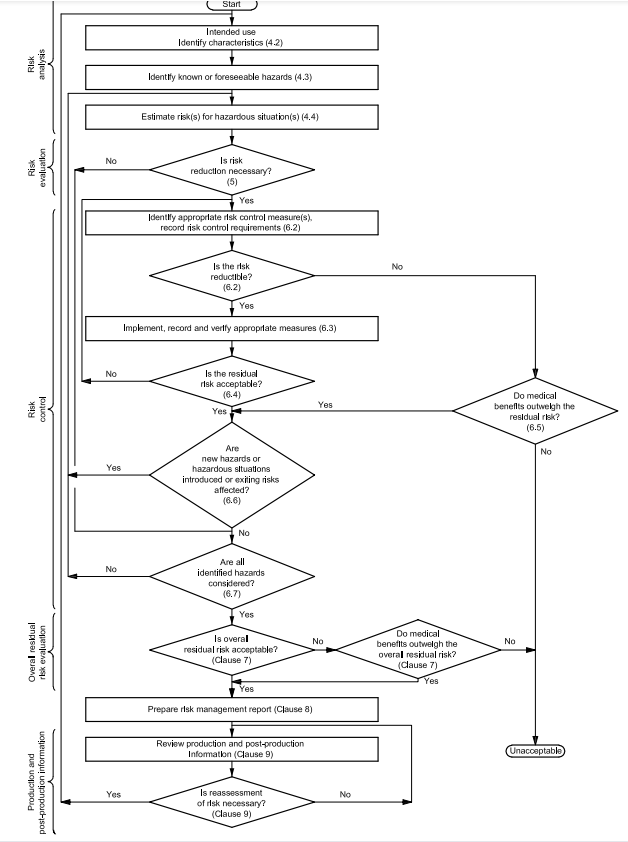 Start
Risk
analysis
Intended use
Identify characteristics (4.2)
Identify known or foreseeable hazards (4.3)
Estimate risk(s) for hazardous situation(s) (4.4)
Risk
evaluation
No
Is risk
reduction necessary?
(5)
Yes
Identify appropriate risk control measure(s),
record risk control requirements (6.2)
Is the risk
reductible?
(6.2)
No
Yes
Implement, record and verify appropriate measures (6.3)
Risk
control
No
Is the residual
risk acceptable?
(6.4)
Yes
Yes
Do medical
benefits outweigh the
residual risk?
(6.5)
No
Yes
Are
new hazards or
hazardous situations
introduced or exiting risks
affected?
(6.6)
No
No
Are all
identified hazards
considered?
(6.7)
Yes
Overall residual
risk evaluation
Is overall
residual risk acceptable?
(Clause 7)
No
Do medical
benefits outweigh the
overall residual risk?
(Clause 7)
No
Yes
Yes
Prepare risk management report (Clause 8)
Unacceptable
Production and
post-production information
Review production and post-production
Information (Clause 9)
Yes
Is reassessment
of risk necessary?
(Clause 9)
No